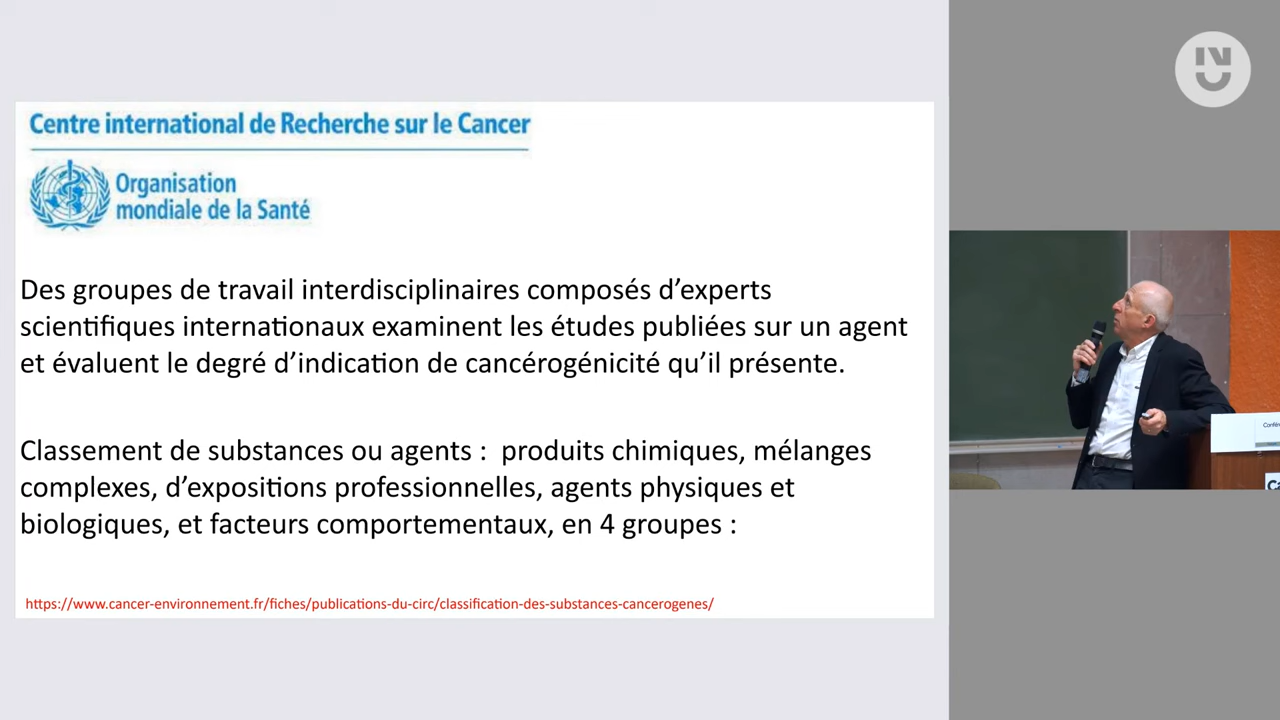 Centre international de Recherche sur le Cancer
Organisation
mondiale de la Santé
Des groupes de travail interdisciplinaires composés d’experts
scientifiques internationaux examinent les études publiées sur un agent
et évaluent le degré d’indication de cancérogénicité qu’il présente.
Classement de substances ou agents :  produits chimiques, mélanges
complexes, d’expositions professionnelles, agents physiques et
biologiques, et facteurs comportementaux, en 4 groupes :
https://www.cancer-environnement.fr/fiches/publications-du-circ/classification-des-substances-cancerogenes/